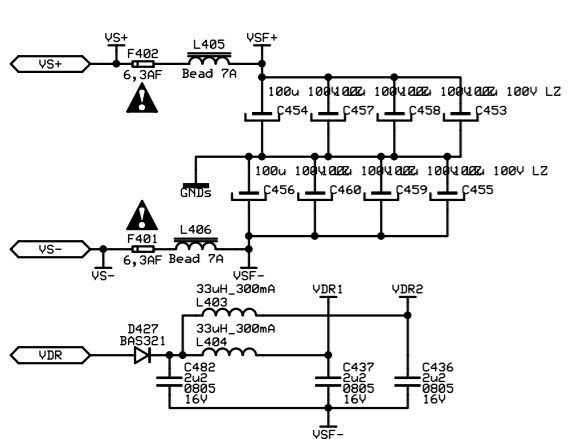 VS+
VSF+
L405
F402
VS+
6,3AF
Bead 7A
100u 100V LZ
C454
C457
C458
C453
GNDs
100u 100V LZ
C456
C460
C459
C455
L406
F401
VS-
6,3AF
Bead 7A
VS-
VSF-
33uH_300mA
L403
VDR1
VDR2
33uH_300mA
L404
D427
BAS321
VDR
C482
2u2
0805
16V
C437
2u2
0805
16V
C436
2u2
0805
16V
VSF-